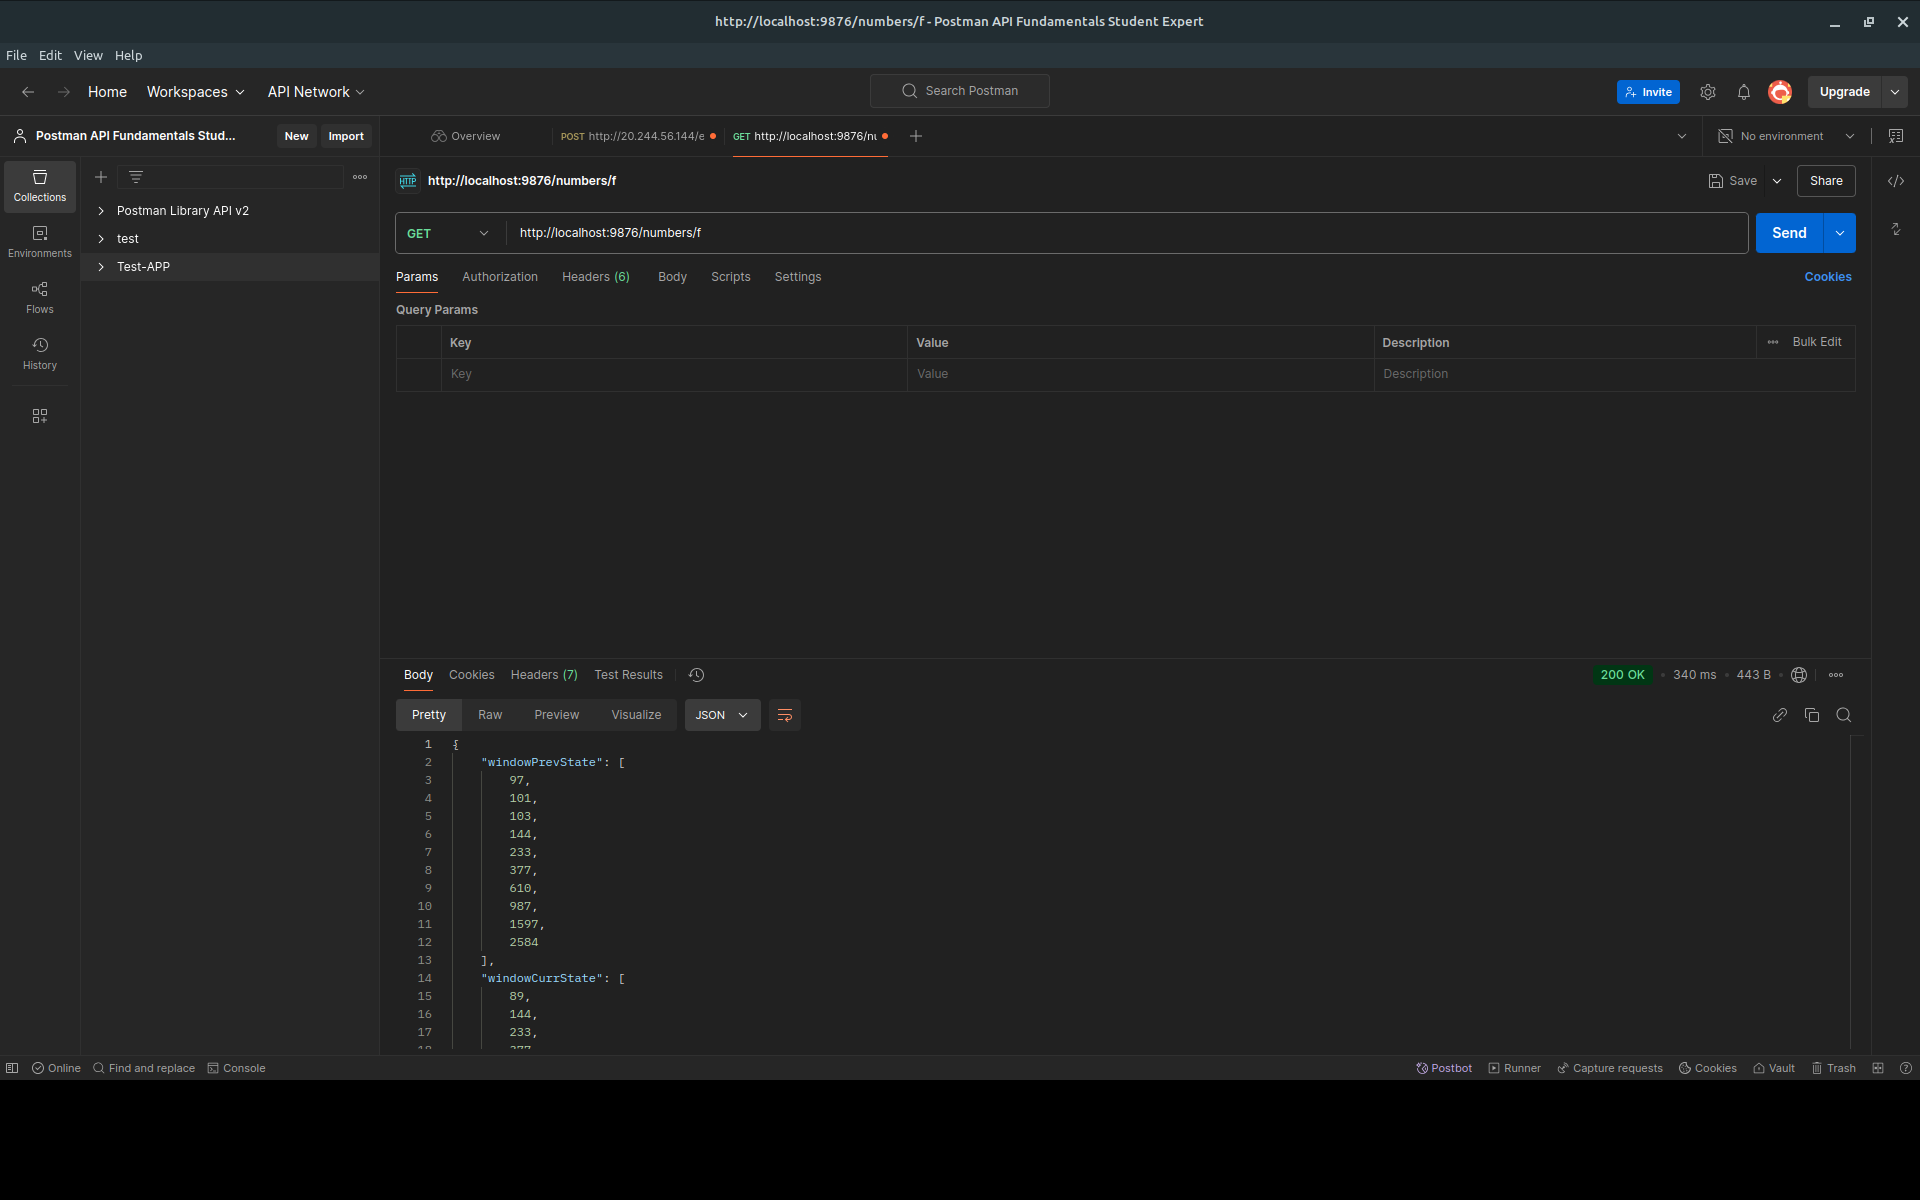 http://localhost:9876/numbers/f - Postman API Fundamentals Student Expert
File Edit View Help
Home Workspaces API Network Search Postman Invite Upgrade
Postman API Fundamentals Stud... New Import Overview POST http://20.244.56.144/e GET http://localhost:9876/nu No environment
Collections
Environments
Flows
History
Postman Library API v2
test
Test-APP
HTTP http://localhost:9876/numbers/f Save Share
GET http://localhost:9876/numbers/f Send
Params Authorization Headers (6) Body Scripts Settings Cookies
Query Params
Key Value Description Bulk Edit
Key Value Description
Body Cookies Headers (7) Test Results 200 OK 340 ms 443 B
Pretty Raw Preview Visualize JSON
1 {
2 "windowPrevState": [
3 97,
4 101,
5 103,
6 144,
7 233,
8 377,
9 610,
10 987,
11 1597,
12 2584
13 ],
14 "windowCurrState": [
15 89,
16 144,
17 233,
Online Find and replace Console Postbot Runner Capture requests Cookies Vault Trash